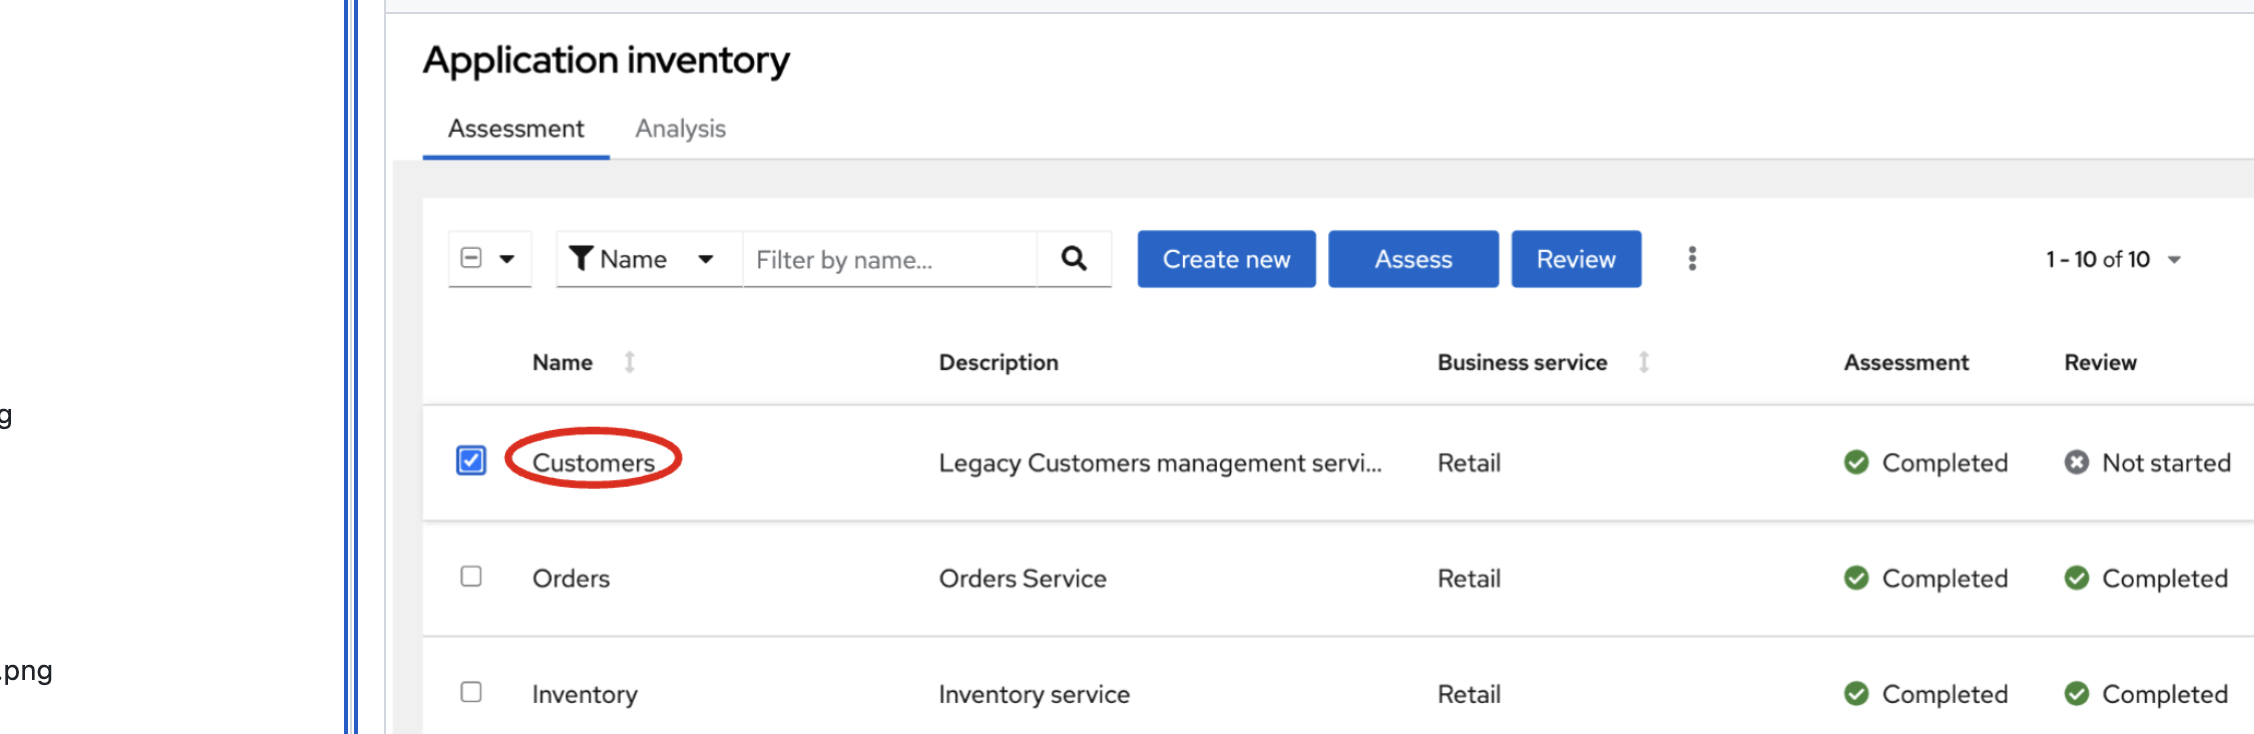 Application inventory
Assessment Analysis
Name Filter by name... Create new Assess Review 1 - 10 of 10
Name Description Business service Assessment Review
g
Customers Legacy Customers management servi... Retail Completed Not started
Orders Orders Service Retail Completed Completed
.png
Inventory Inventory service Retail Completed Completed